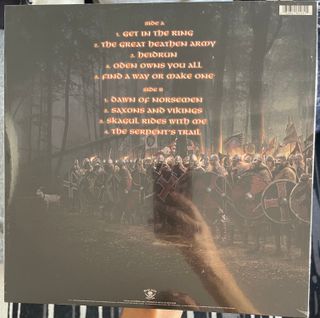 SIDE A
1. GET IN THE RING
2. THE GREAT HEATHEN ARMY
3. HEIDRUN
4. ODEN OWNS YOU ALL
5. FIND A WAY OR MAKE ONE
SIDE B
1. DAWN OF NORSEMEN
2. SAXONS AND VIKINGS
3. SKAGUL RIDES WITH ME
4. THE SERPENT'S TRAIL